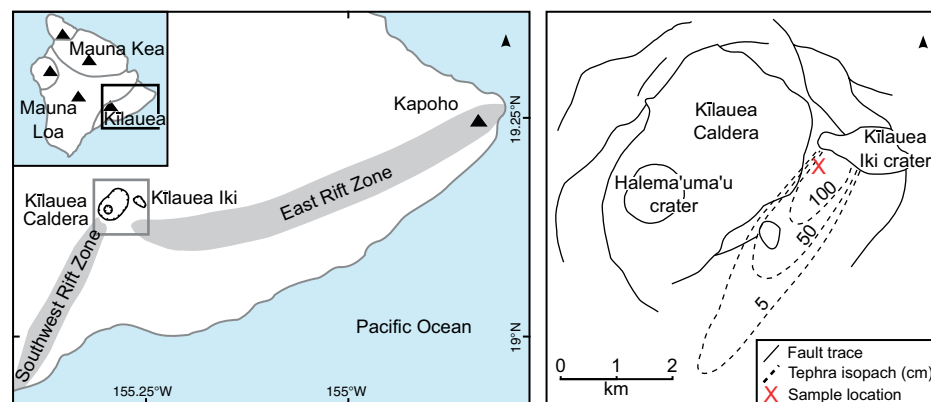 Mauna Kea
Mauna
Loa
Kīlauea
Kapoho
19.25°N
Kīlauea
Caldera
Kīlauea Iki
East Rift Zone
Southwest Rift Zone
Pacific Ocean
19°N
155.25°W
155°W
Kīlauea
Caldera
Kīlauea
Iki crater
Halema'uma'u
crater
100
50
5
0
2
km
Fault trace
Tephra isopach (cm)
Sample location